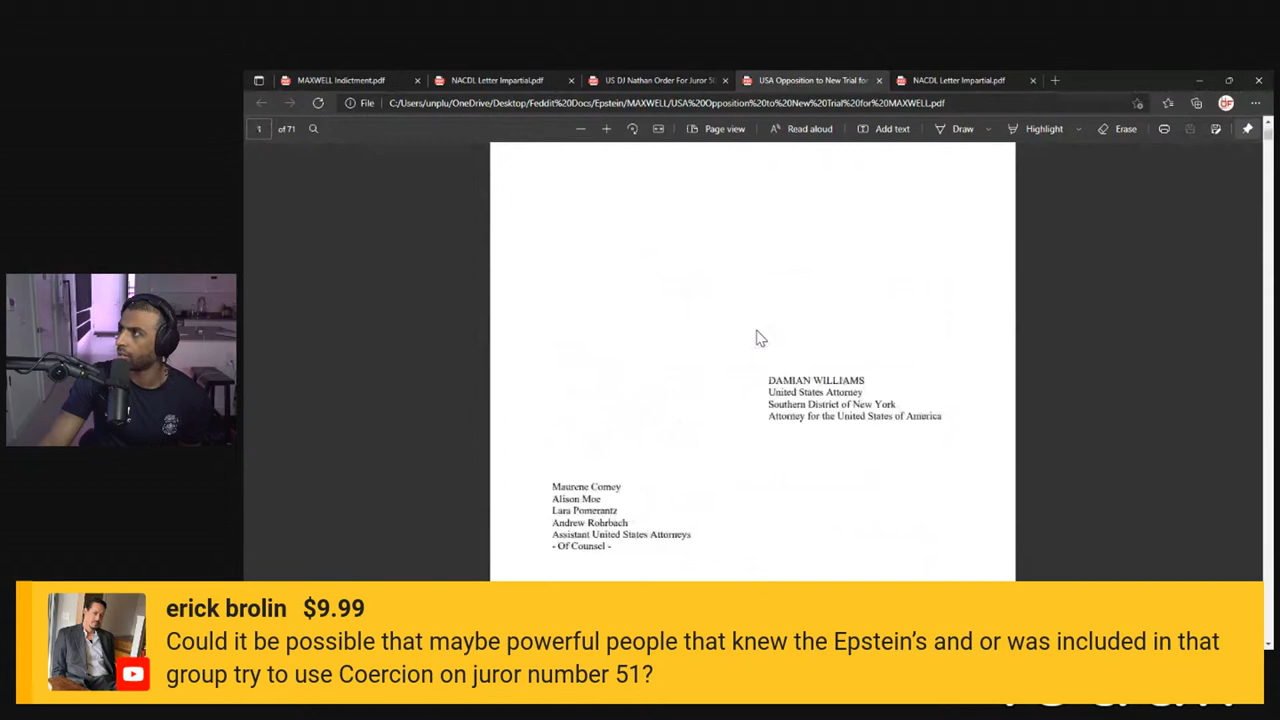 MAXWELL Indictment.pdf
NACDL Letter Impartial.pdf
US DJ Nathan Order For Juror 50
USA Opposition to New Trial for
NACDL Letter Impartial.pdf
File C:/Users/unplu/OneDrive/Desktop/Feddit%20Docs/Epstein/MAXWELL/USA%20Opposition%20to%20New%20Trial%20for%20MAXWELL.pdf
1 of 71
Page view
Read aloud
Add text
Draw
Highlight
Erase
DAMIAN WILLIAMS
United States Attorney
Southern District of New York
Attorney for the United States of America
Maurene Comey
Alison Moe
Lara Pomerantz
Andrew Rohrbach
Assistant United States Attorneys
- Of Counsel -
erick brolin $9.99
Could it be possible that maybe powerful people that knew the Epstein's and or was included in that
group try to use Coercion on juror number 51?